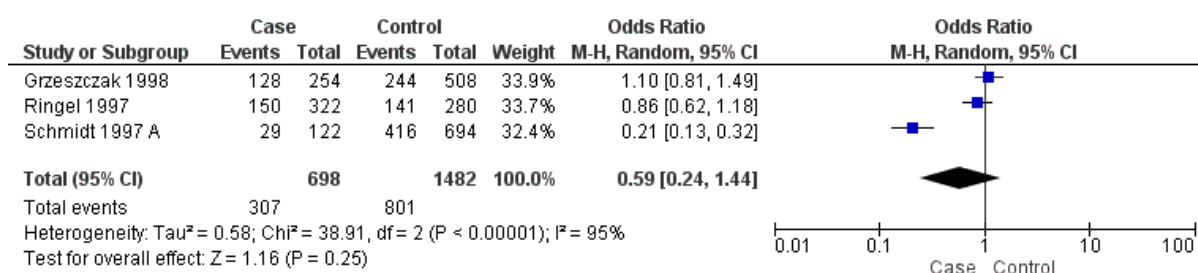 Case Control Odds Ratio Odds Ratio
Study or Subgroup Events Total Events Total Weight M-H, Random, 95% CI M-H, Random, 95% CI
Grzeszczak 1998 128 254 244 508 33.9% 1.10 [0.81, 1.49]
Ringel 1997 150 322 141 280 33.7% 0.86 [0.62, 1.18]
Schmidt 1997 A 29 122 416 694 32.4% 0.21 [0.13, 0.32]
Total (95% CI) 698 1482 100.0% 0.59 [0.24, 1.44]
Total events 307 801
Heterogeneity: Tau² = 0.58; Chi² = 38.91, df = 2 (P < 0.00001); I² = 95%
Test for overall effect: Z = 1.16 (P = 0.25)
0.01 0.1 1 10 100
Case Control